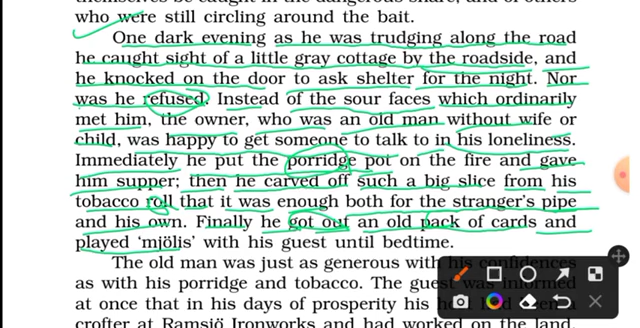 who were still circling around the bait.
One dark evening as he was trudging along the road
he caught sight of a little gray cottage by the roadside, and
he knocked on the door to ask shelter for the night. Nor
was he refused. Instead of the sour faces which ordinarily
met him, the owner, who was an old man without wife or
child, was happy to get someone to talk to in his loneliness.
Immediately he put the porridge pot on the fire and gave
him supper; then he carved off such a big slice from his
tobacco roll that it was enough both for the stranger's pipe
and his own. Finally he got out an old pack of cards and
played ‘mjölis’ with his guest until bedtime.
The old man was just as generous with his confidences
as with his porridge and tobacco. The guest was informed
at once that in his days of prosperity his
crofter at Ramsjö Ironworks and had worked on the land.